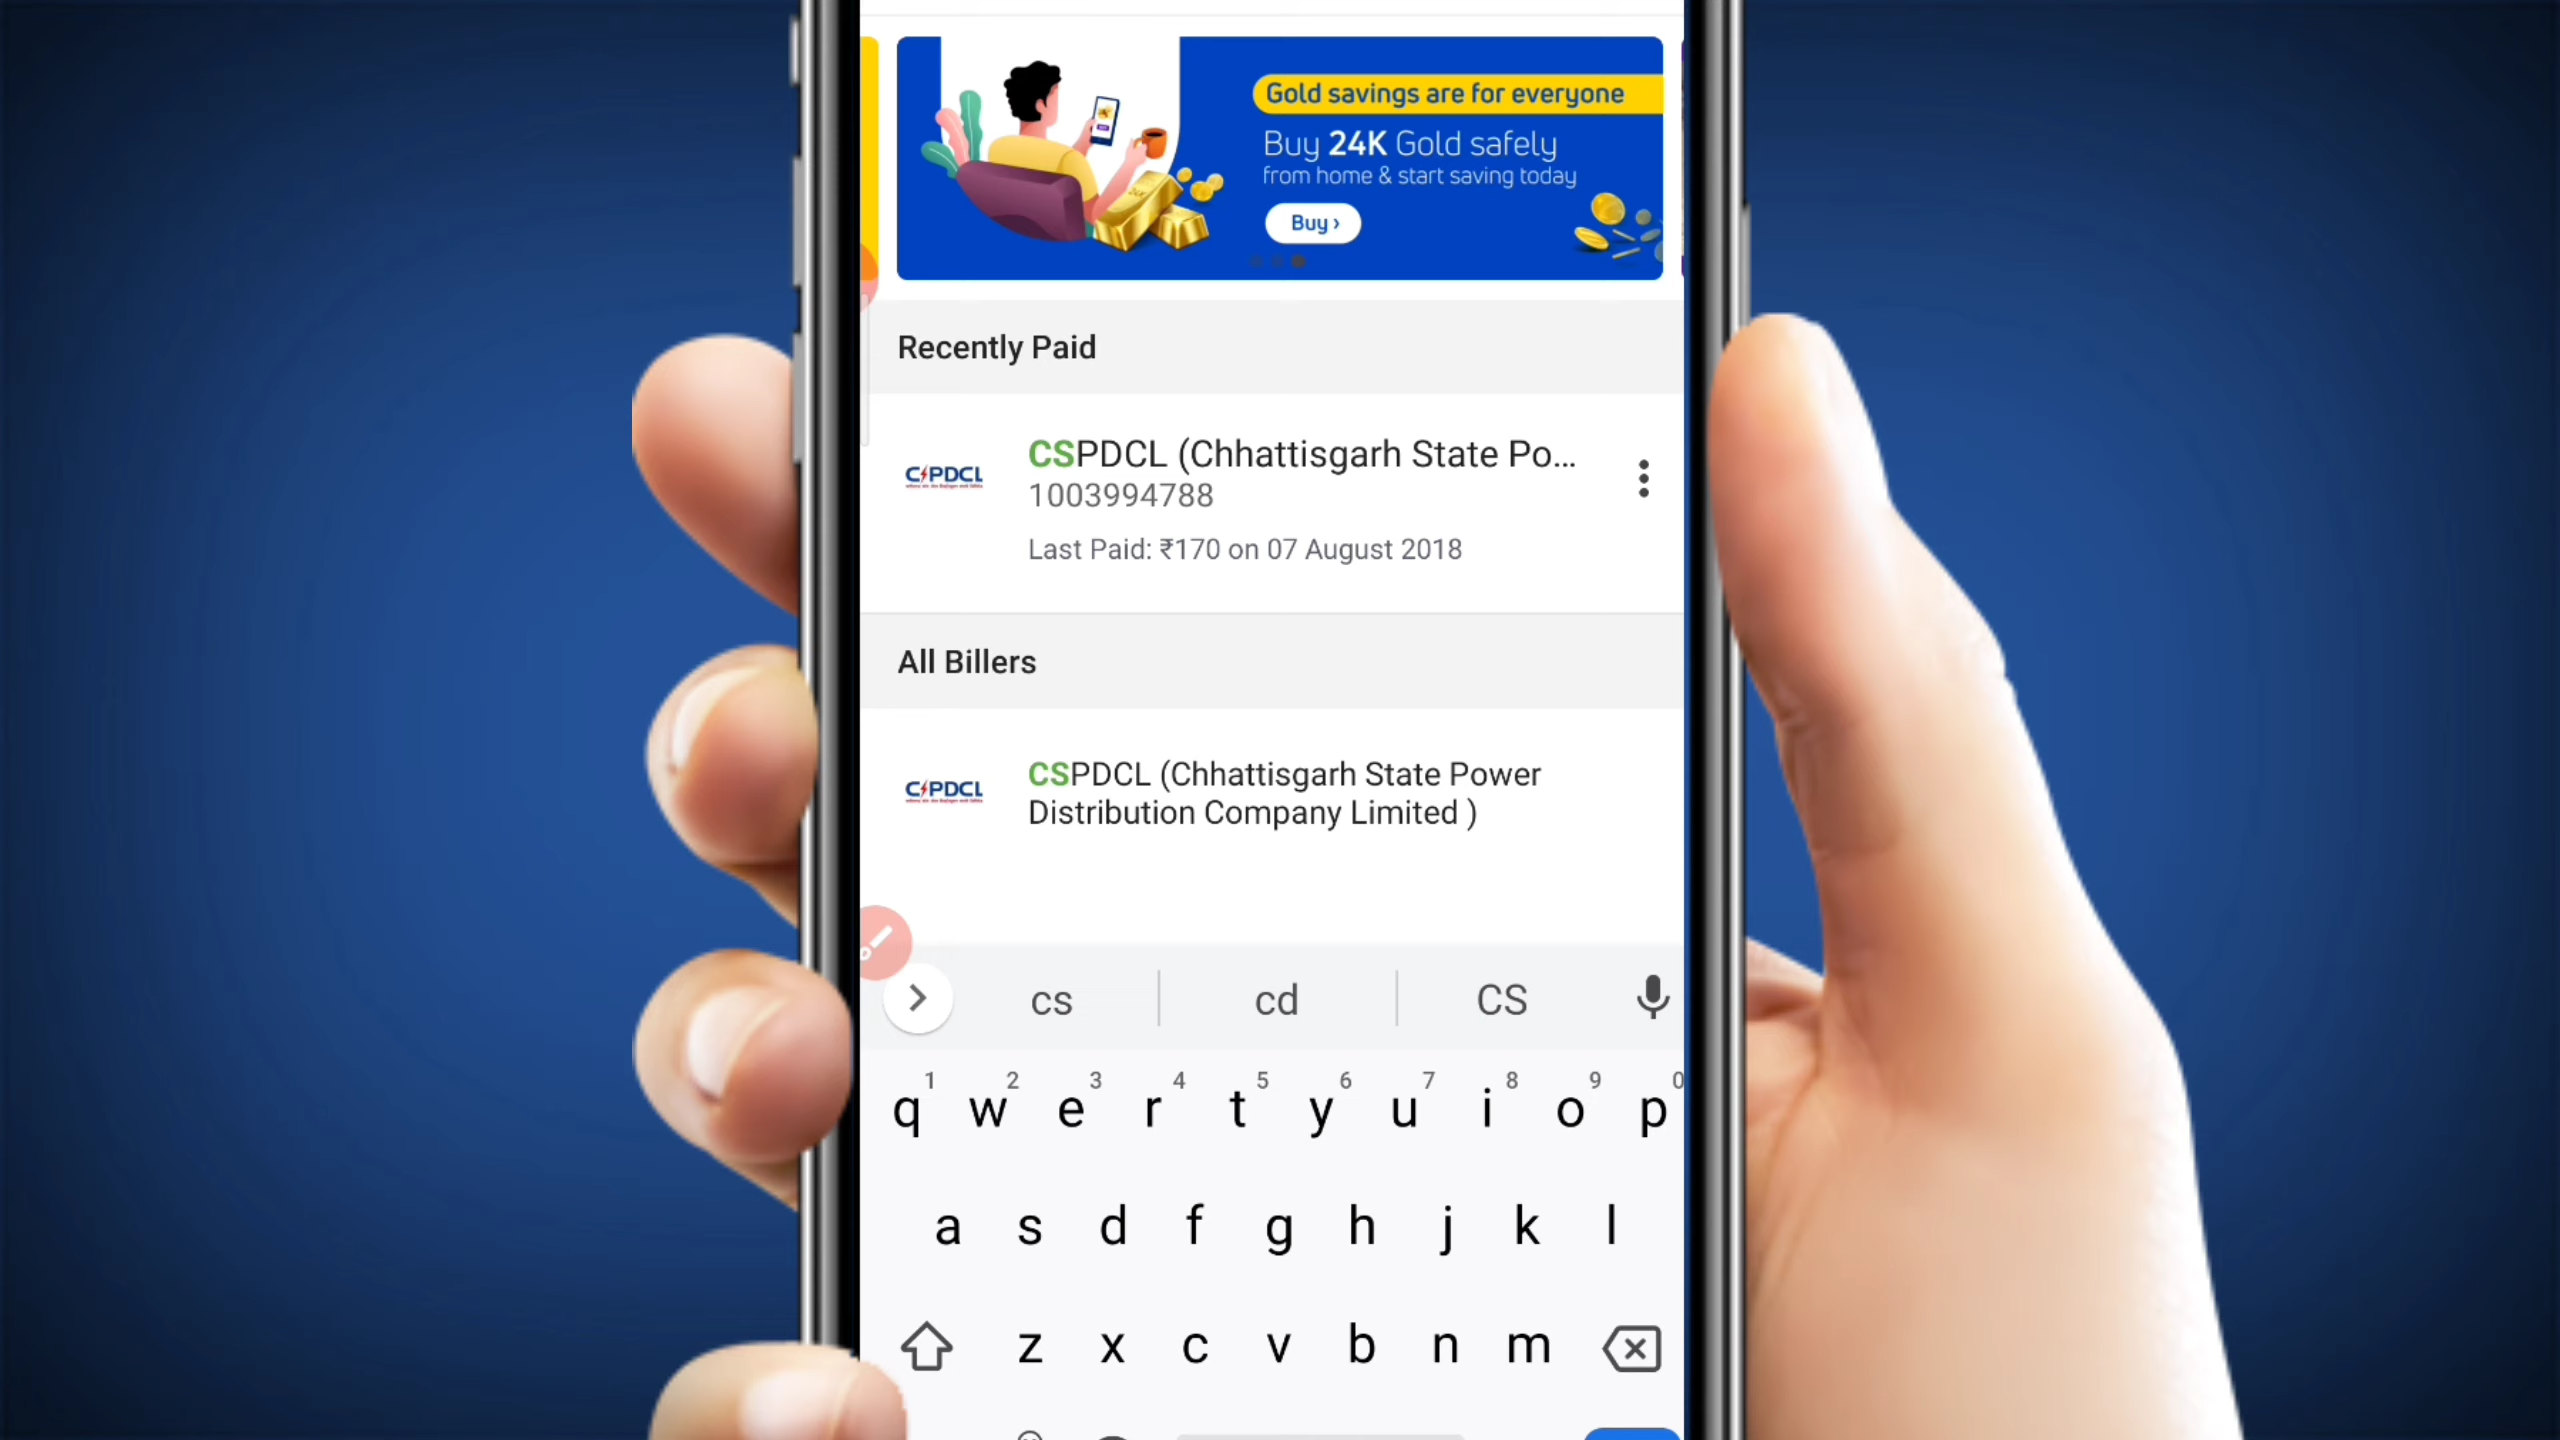 Gold savings are for everyone
Buy 24K Gold safely
from home & start saving today
Buy ›
Recently Paid
CSPDCL (Chhattisgarh State Po...
1003994788
Last Paid: ₹170 on 07 August 2018
CSPDCL
All Billers
CSPDCL (Chhattisgarh State Power
Distribution Company Limited )
CSPDCL
cs cd CS
1 2 3 4 5 6 7 8 9 0
q w e r t y u i o p
a s d f g h j k l
z x c v b n m